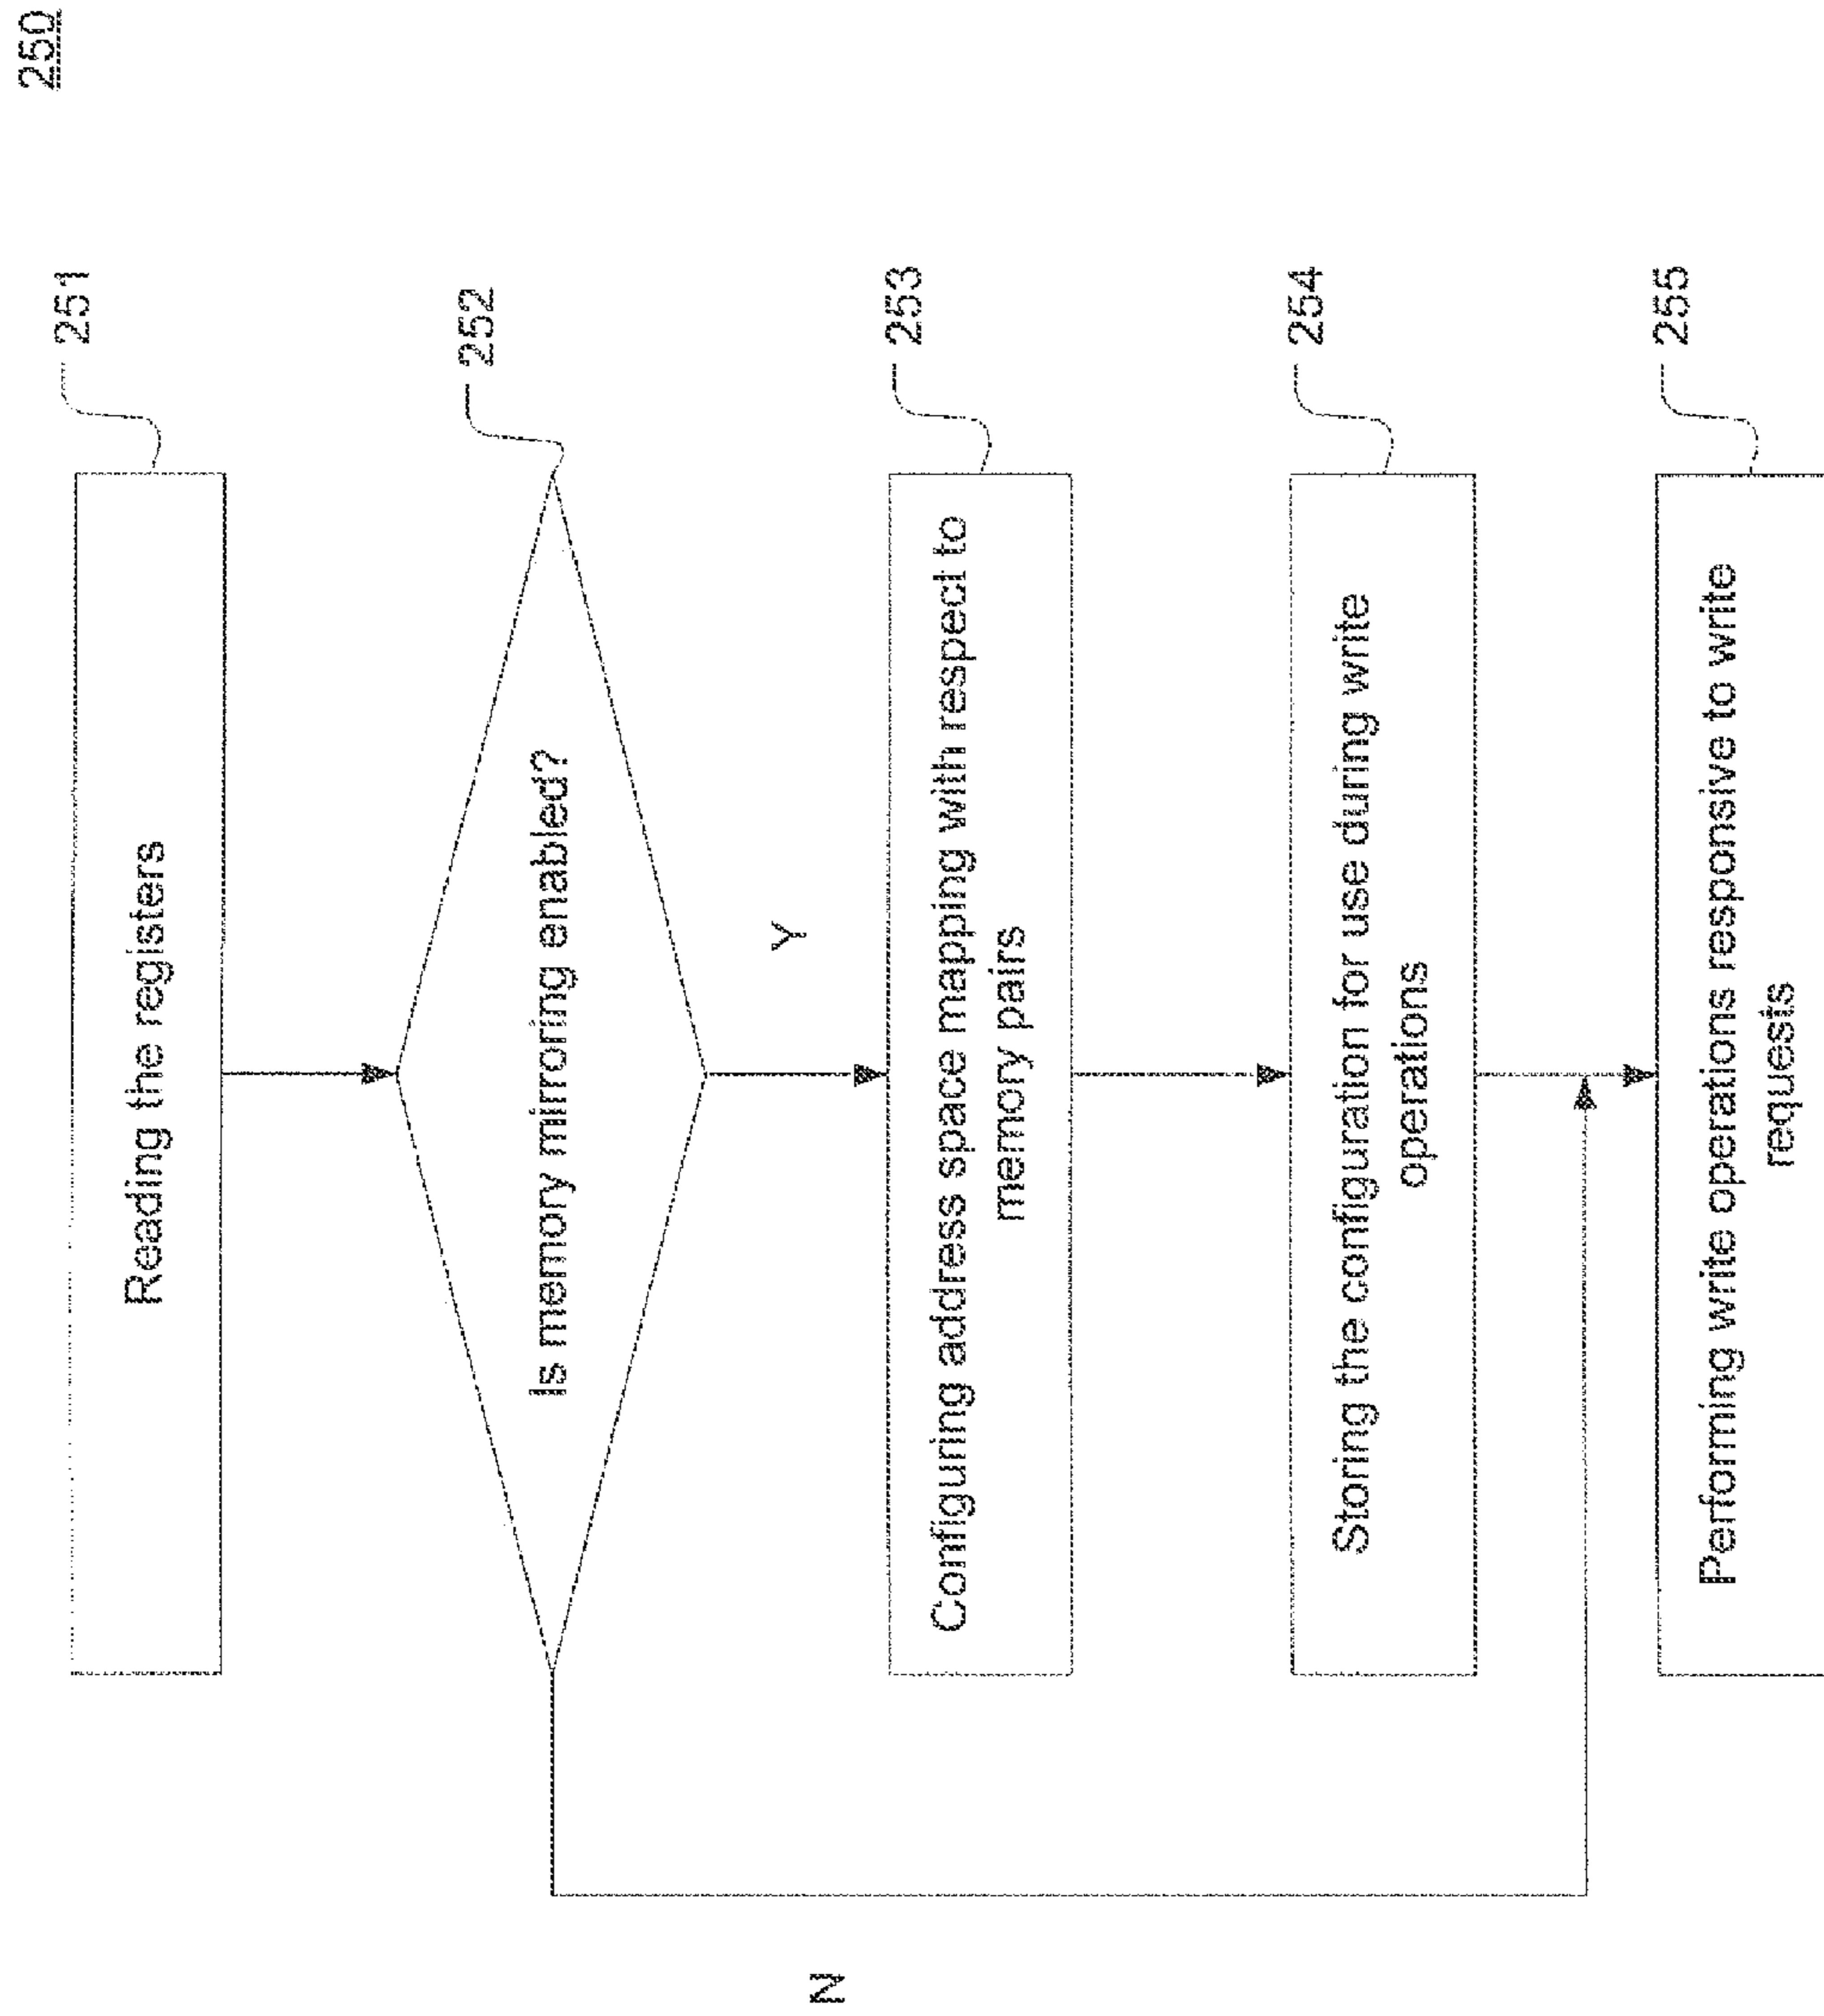 250
Reading the registers
251
Is memory mirroring enabled?
252
Y
N
Configuring address space mapping with respect to
memory pairs
253
Storing the configuration for use during write
operations
254
Performing write operations responsive to write
requests
255